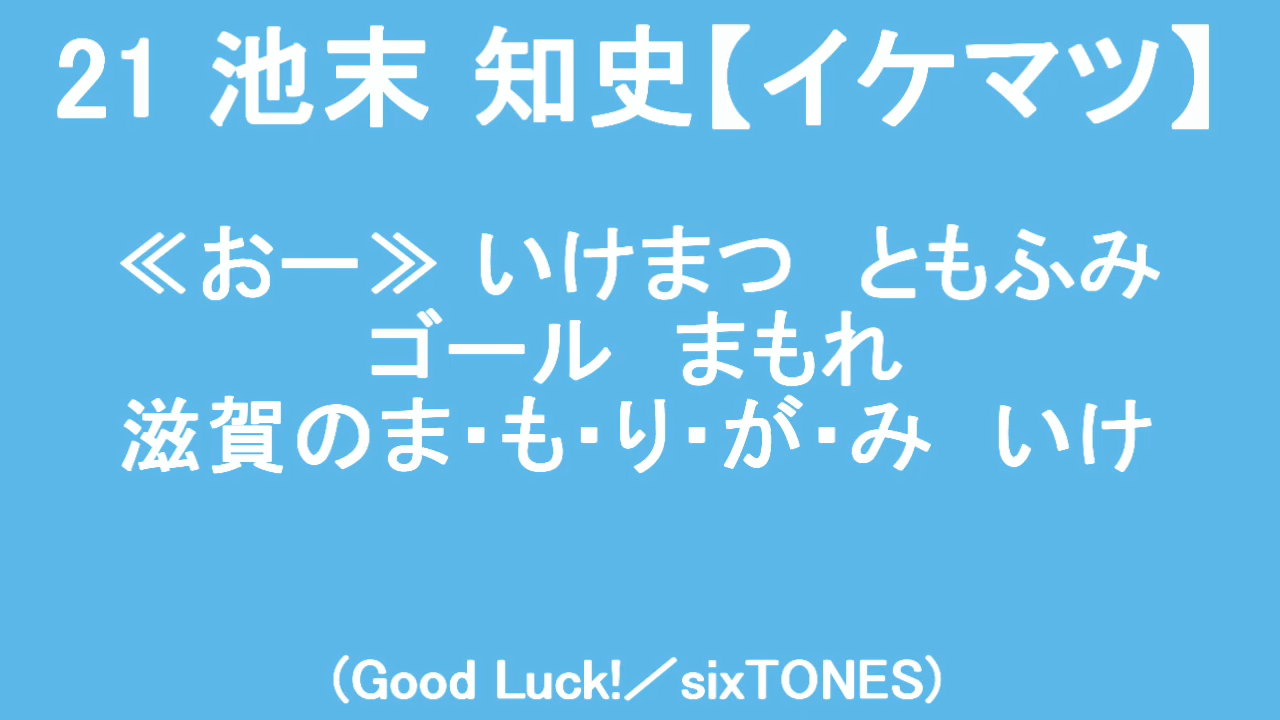 21 池末 知史【イケマツ】
≪おー≫ いけまつ　ともふみ
ゴール　まもれ
滋賀のま・も・り・が・み　いけ
（Good Luck!／sixTONES）